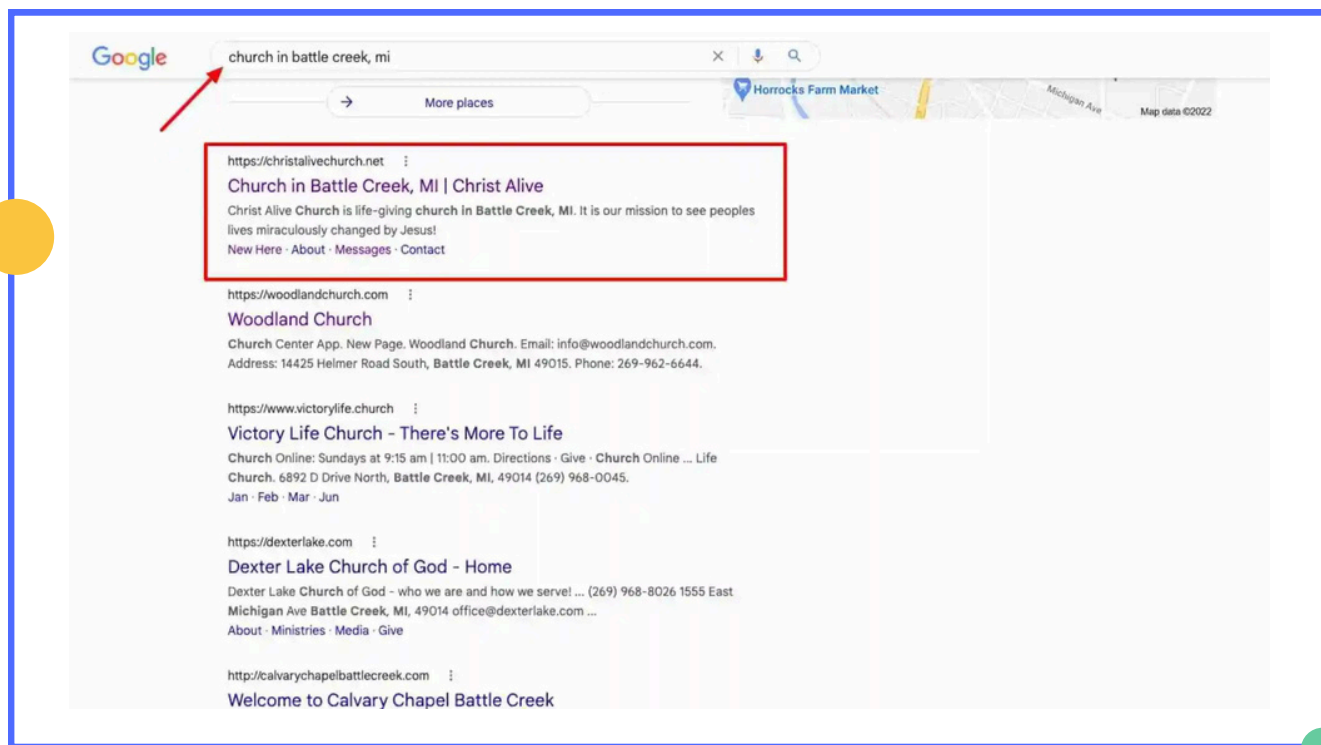 Google
church in battle creek, mi
More places
Horrocks Farm Market
Michigan Ave
Map data ©2022
https://christalivechurch.net
Church in Battle Creek, MI | Christ Alive
Christ Alive Church is life-giving church in Battle Creek, MI. It is our mission to see peoples
lives miraculously changed by Jesus!
New Here · About · Messages · Contact
https://woodlandchurch.com
Woodland Church
Church Center App. New Page. Woodland Church. Email: info@woodlandchurch.com.
Address: 14425 Helmer Road South, Battle Creek, MI 49015. Phone: 269-962-6644.
https://www.victorylife.church
Victory Life Church - There's More To Life
Church Online: Sundays at 9:15 am | 11:00 am. Directions · Give · Church Online ... Life
Church. 6892 D Drive North, Battle Creek, MI, 49014 (269) 968-0045.
Jan · Feb · Mar · Jun
https://dexterlake.com
Dexter Lake Church of God - Home
Dexter Lake Church of God - who we are and how we serve! ... (269) 968-8026 1555 East
Michigan Ave Battle Creek, MI, 49014 office@dexterlake.com ...
About · Ministries · Media · Give
http://calvarychapelbattlecreek.com
Welcome to Calvary Chapel Battle Creek